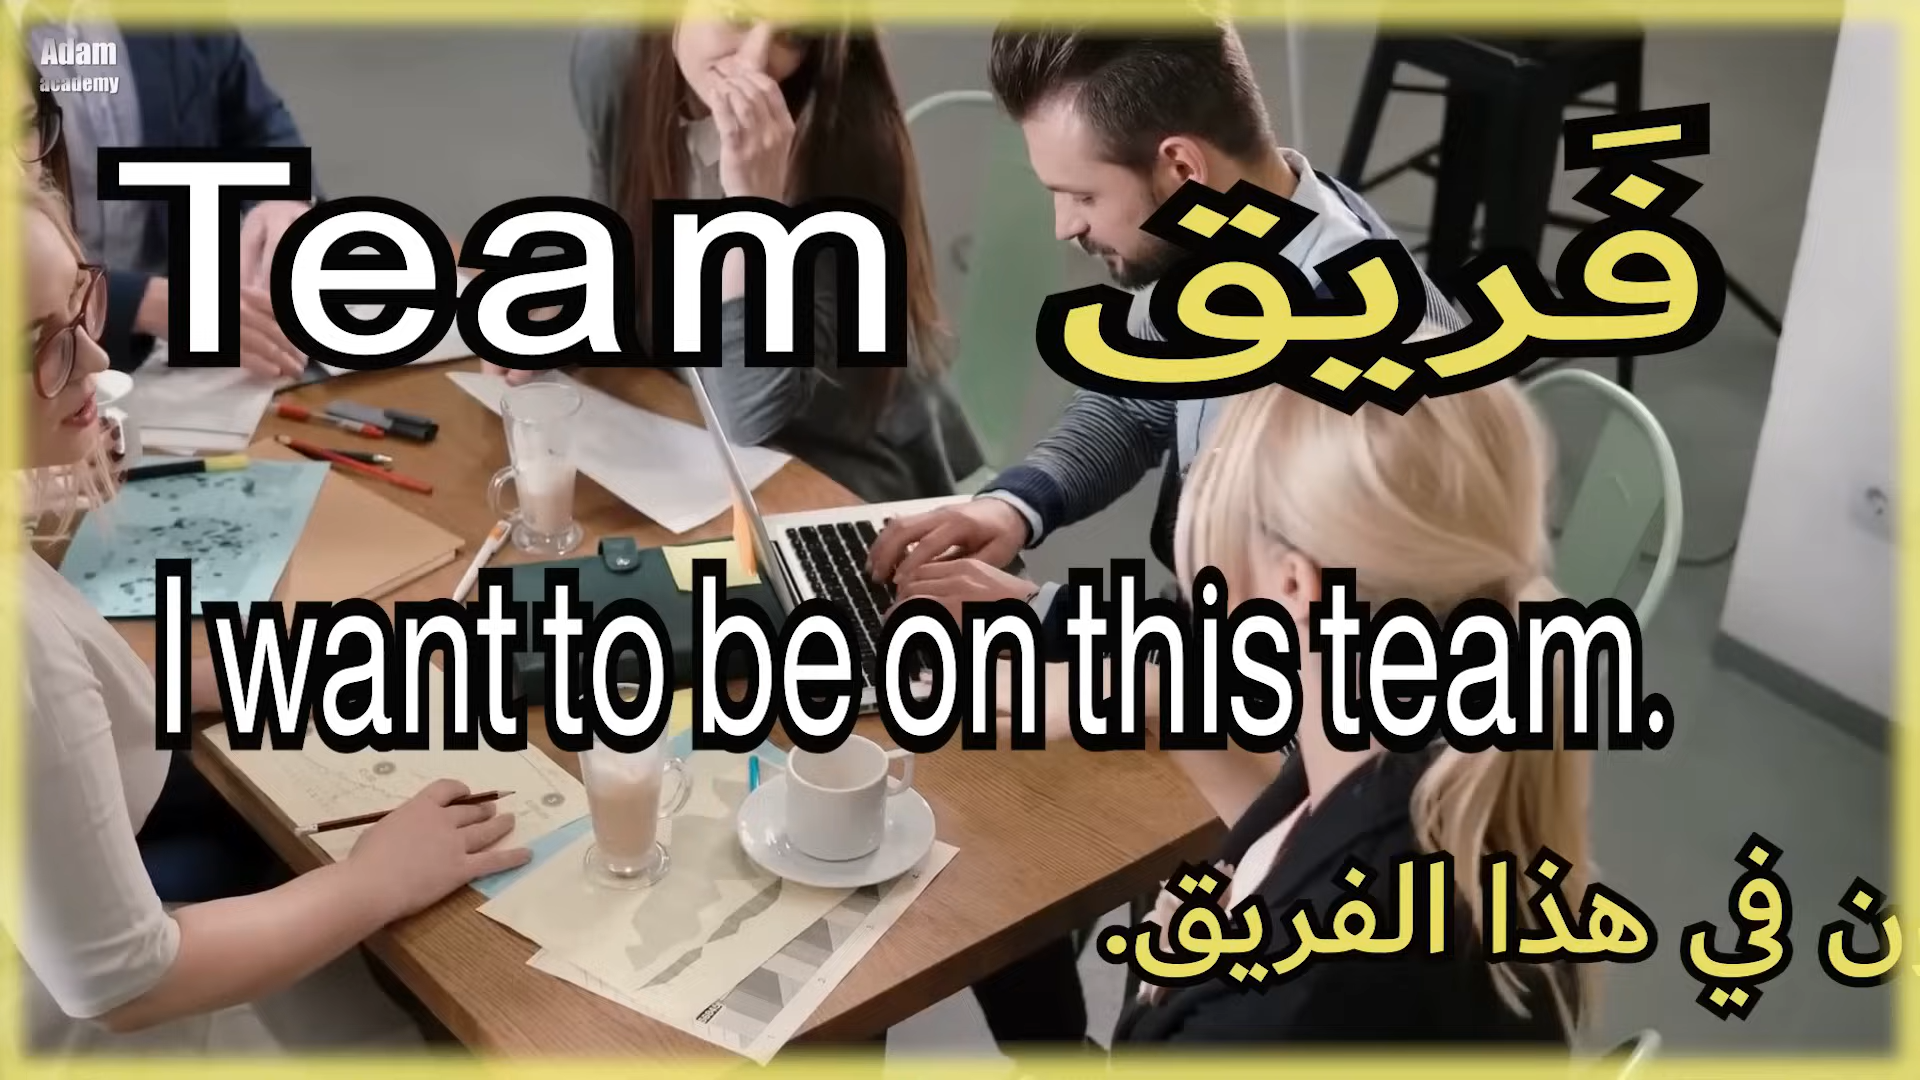 Adam
academy
Team
فَريق
I want to be on this team.
في هذا الفريق.